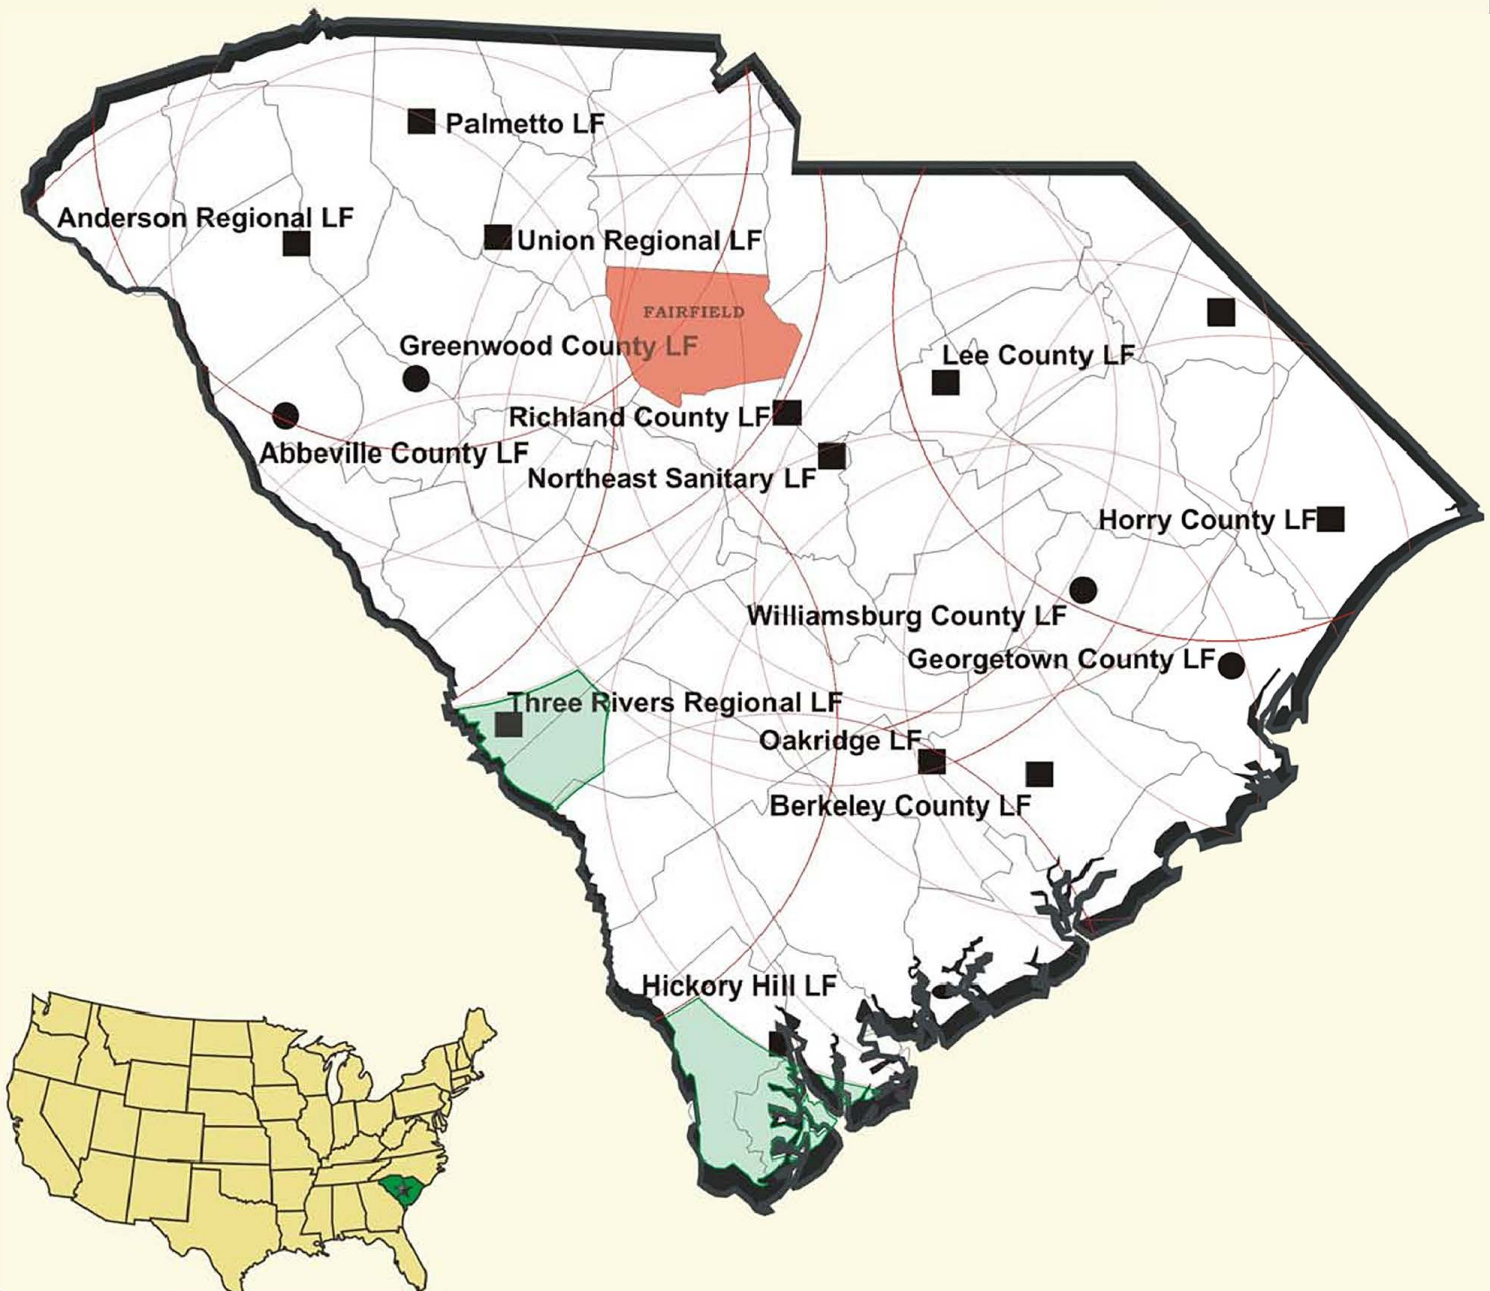 Palmetto LF
Anderson Regional LF
Union Regional LF
FAIRFIELD
Greenwood County LF
Lee County LF
Richland County LF
Abbeville County LF
Northeast Sanitary LF
Horry County LF
Williamsburg County LF
Georgetown County LF
Three Rivers Regional LF
Oakridge LF
Berkeley County LF
Hickory Hill LF